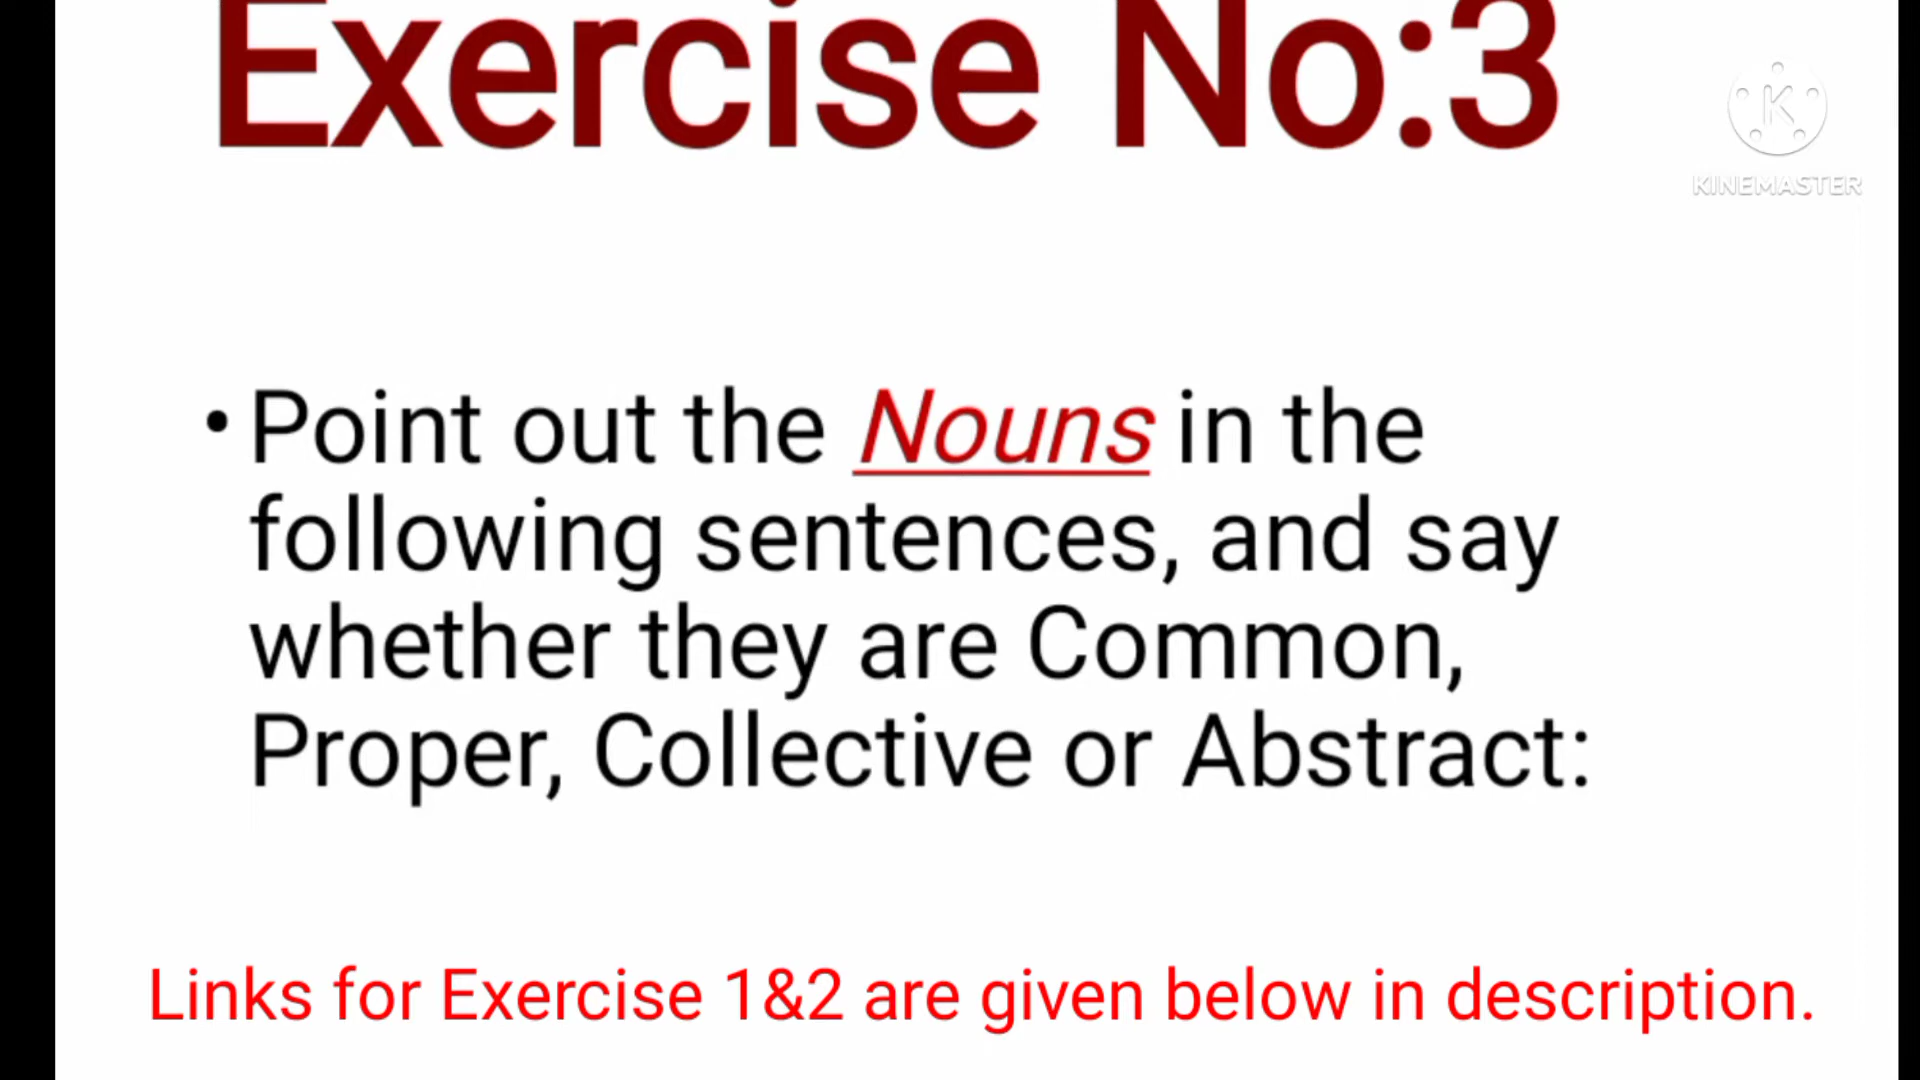 Exercise No:3
KINEMASTER
• Point out the Nouns in the
following sentences, and say
whether they are Common,
Proper, Collective or Abstract:
Links for Exercise 1&2 are given below in description.